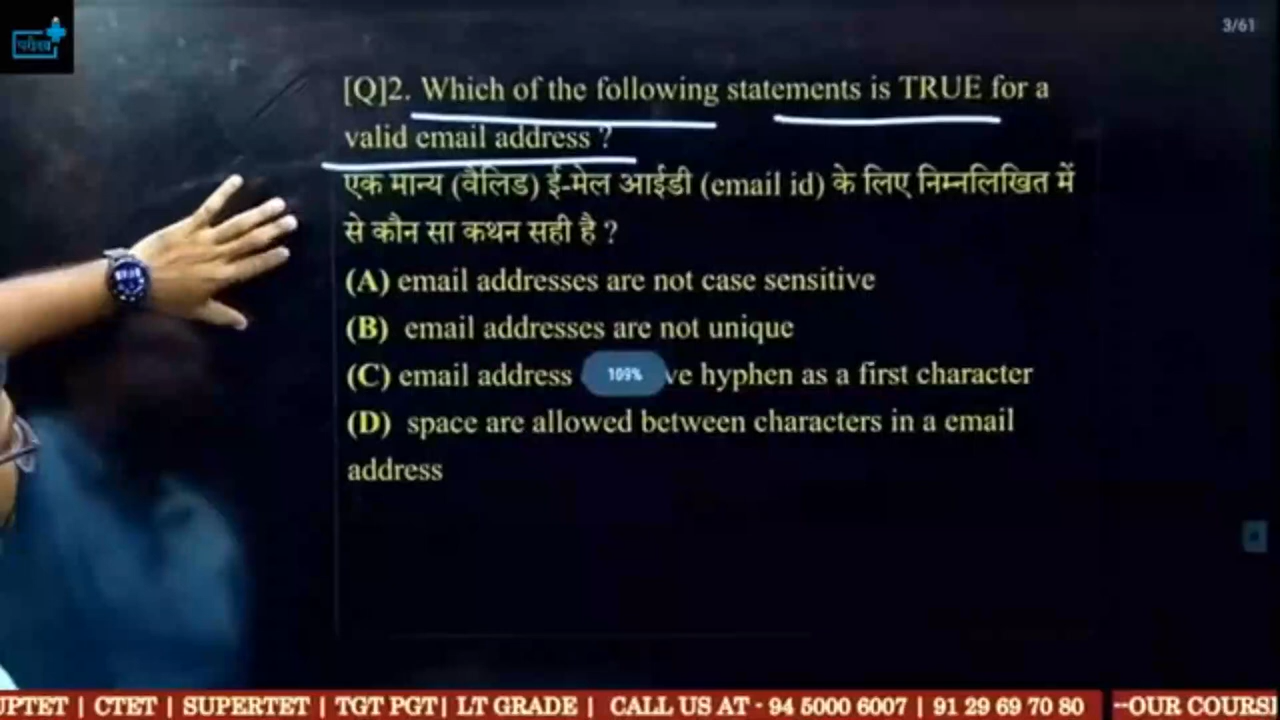 परीक्षा
3/61
[Q]2. Which of the following statements is TRUE for a
valid email address ?
एक मान्य (वैलिड) ई-मेल आईडी (email id) के लिए निम्नलिखित में
से कौन सा कथन सही है ?
(A) email addresses are not case sensitive
(B) email addresses are not unique
(C) email address ve hyphen as a first character
109%
(D) space are allowed between characters in a email
address
UPTET | CTET | SUPERTET | TGT PGT | LT GRADE | CALL US AT - 94 5000 6007 | 91 29 69 70 80 --OUR COURS